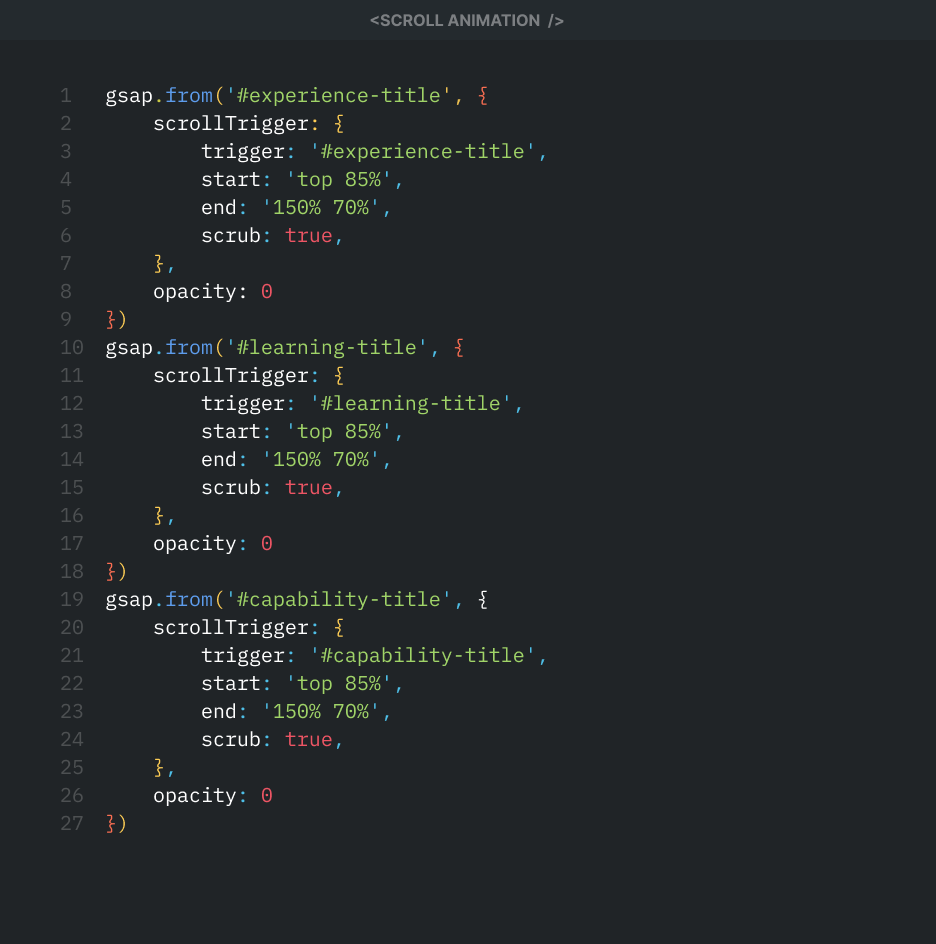 <SCROLL ANIMATION />
1 gsap.from('#experience-title', {
2     scrollTrigger: {
3         trigger: '#experience-title',
4         start: 'top 85%',
5         end: '150% 70%',
6         scrub: true,
7     },
8     opacity: 0
9 })
10 gsap.from('#learning-title', {
11     scrollTrigger: {
12         trigger: '#learning-title',
13         start: 'top 85%',
14         end: '150% 70%',
15         scrub: true,
16     },
17     opacity: 0
18 })
19 gsap.from('#capability-title', {
20     scrollTrigger: {
21         trigger: '#capability-title',
22         start: 'top 85%',
23         end: '150% 70%',
24         scrub: true,
25     },
26     opacity: 0
27 })